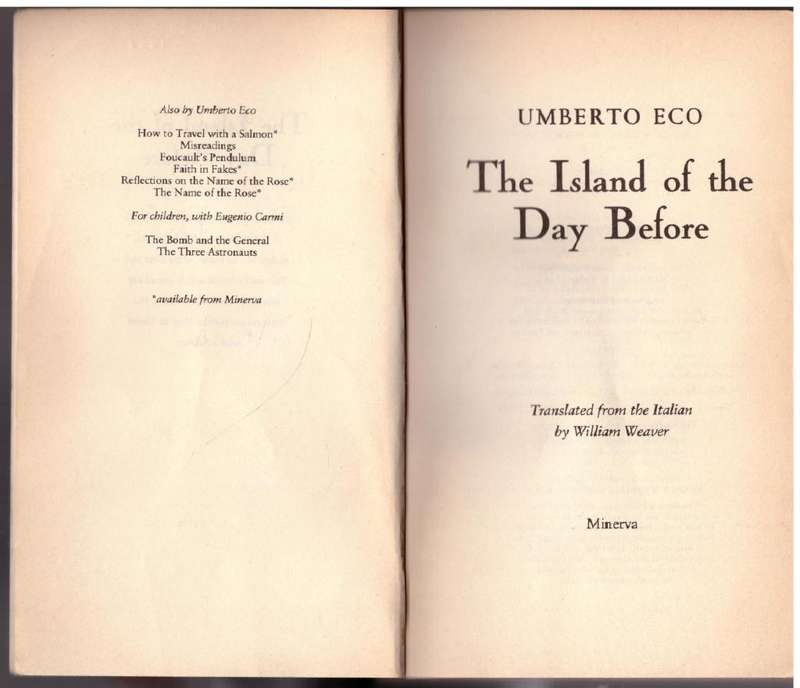 Also by Umberto Eco
How to Travel with a Salmon*
Misreadings
Foucault's Pendulum
Faith in Fakes*
Reflections on the Name of the Rose*
The Name of the Rose*
For children, with Eugenio Carmi
The Bomb and the General
The Three Astronauts
*available from Minerva
UMBERTO ECO
The Island of the
Day Before
Translated from the Italian
by William Weaver
Minerva